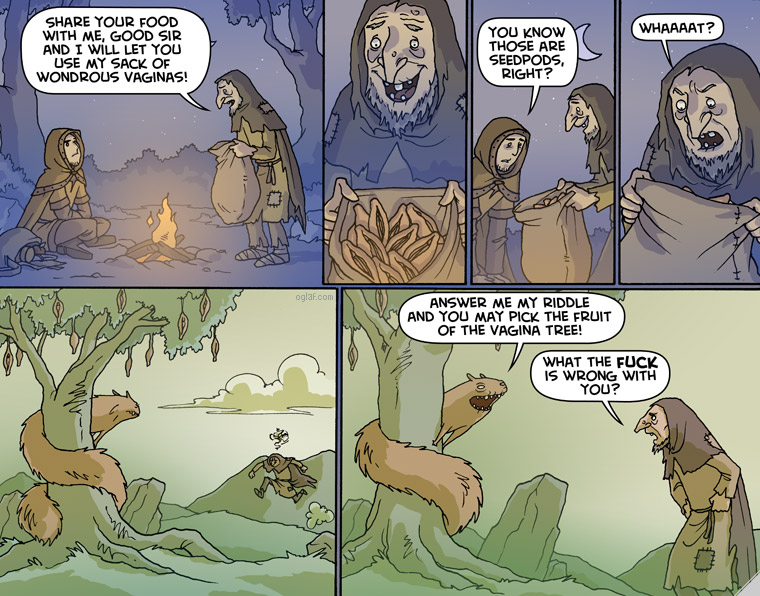 SHARE YOUR FOOD
WITH ME, GOOD SIR
AND I WILL LET YOU
USE MY SACK OF
WONDROUS VAGINAS!
YOU KNOW
THOSE ARE
SEEDPODS,
RIGHT?
WHAAAAT?
oglaf.com
ANSWER ME MY RIDDLE
AND YOU MAY PICK THE FRUIT
OF THE VAGINA TREE!
WHAT THE FUCK
IS WRONG WITH
YOU?